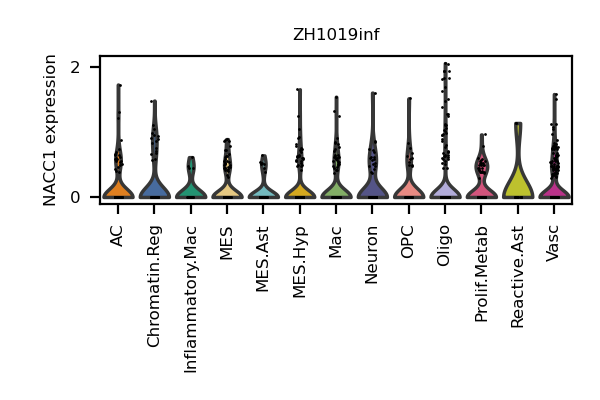 ZH1019inf
NACC1 expression
2
0
AC
Chromatin.Reg
Inflammatory.Mac
MES
MES.Ast
MES.Hyp
Mac
Neuron
OPC
Oligo
Prolif.Metab
Reactive.Ast
Vasc